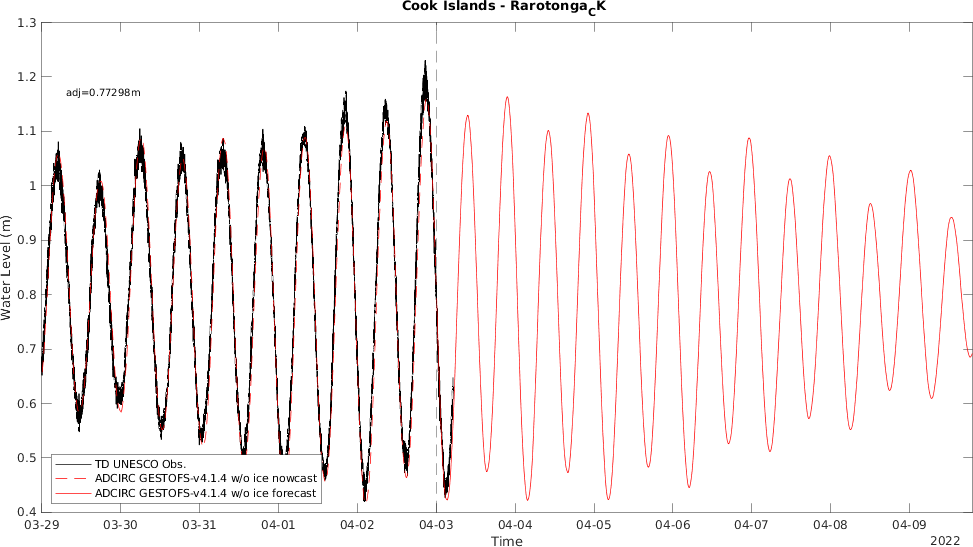 Cook Islands - Rarotonga_CK
1.3
1.2
adj=0.77298m
1.1
1
0.9
Water Level (m)
0.8
0.7
0.6
0.5
TD UNESCO Obs.
ADCIRC GESTOFS-v4.1.4 w/o ice nowcast
ADCIRC GESTOFS-v4.1.4 w/o ice forecast
0.4
03-29 03-30 03-31 04-01 04-02 04-03 04-04 04-05 04-06 04-07 04-08 04-09
Time
2022